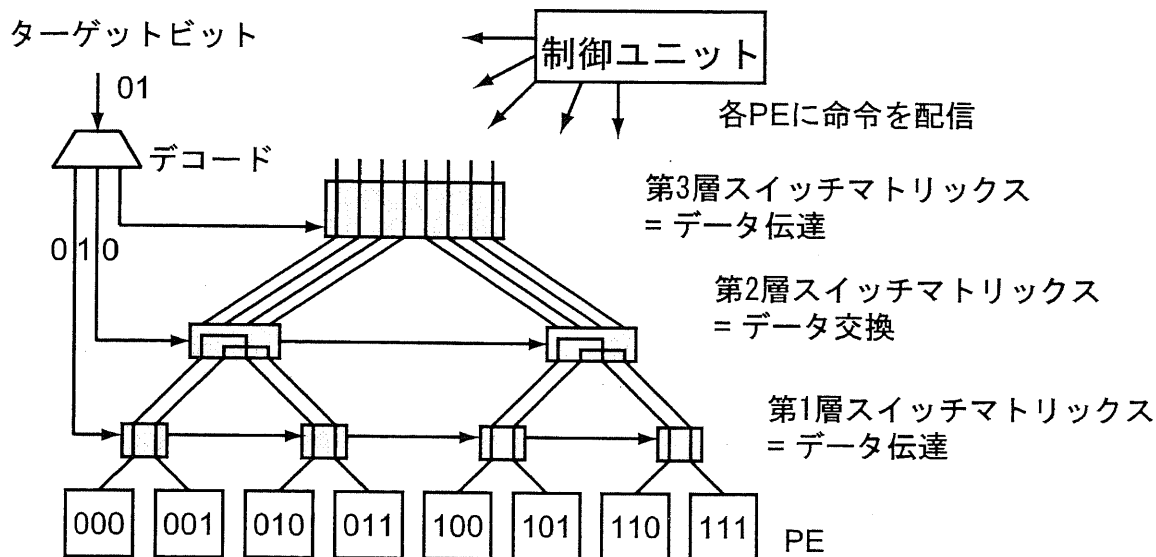 ターゲットビット
制御ユニット
01
各PEに命令を配信
デコード
第3層スイッチマトリックス
= データ伝達
010
第2層スイッチマトリックス
= データ交換
第1層スイッチマトリックス
= データ伝達
000 001 010 011 100 101 110 111
PE